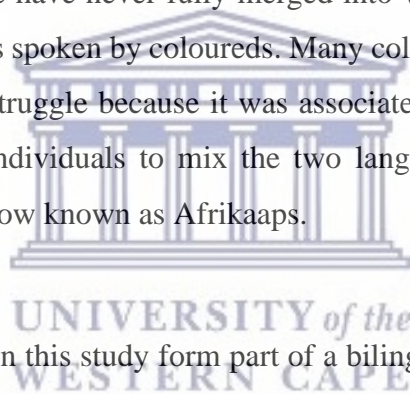 e have never fully merged into
s spoken by coloureds. Many col
truggle because it was associate
ndividuals to mix the two lang
ow known as Afrikaaps.
UNIVERSITY of the
n this study form part of a biling
WESTERN CAPE